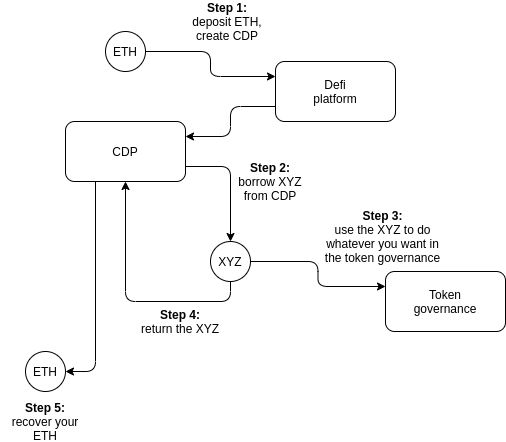 Step 1:
deposit ETH,
create CDP
ETH
Defi
platform
CDP
Step 2:
borrow XYZ
from CDP
Step 3:
use the XYZ to do
whatever you want in
the token governance
XYZ
Token
governance
Step 4:
return the XYZ
ETH
Step 5:
recover your
ETH